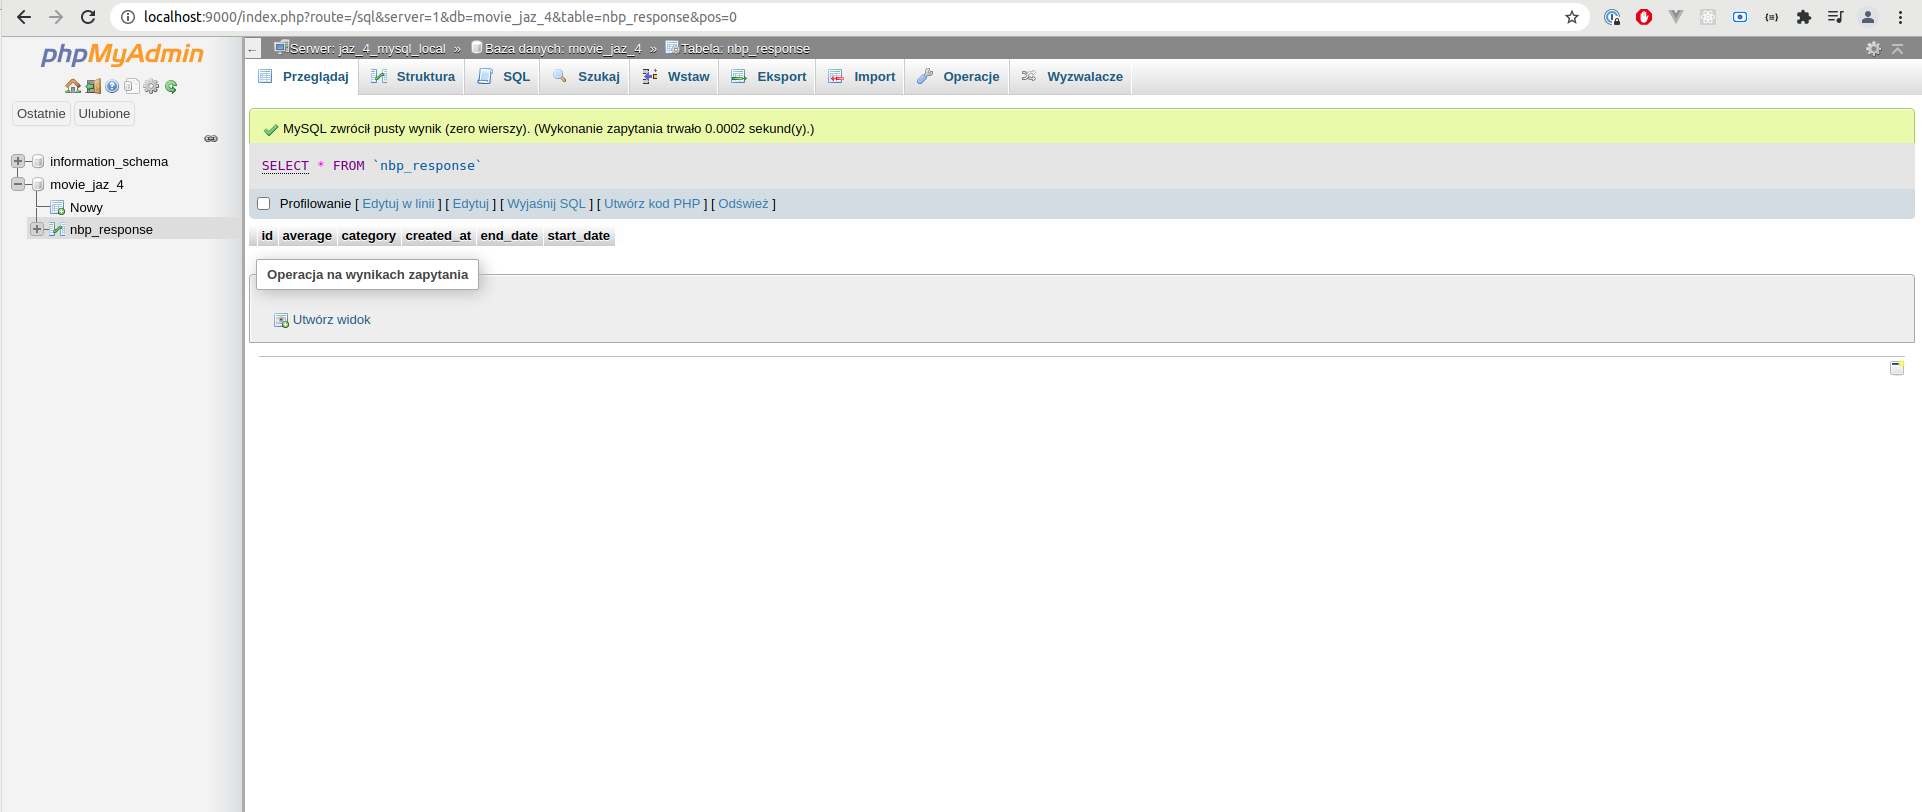 localhost:9000/index.php?route=/sql&server=1&db=movie_jaz_4&table=nbp_response&pos=0
phpMyAdmin
Ostatnie Ulubione
information_schema
movie_jaz_4
Nowy
nbp_response
← Serwer: jaz_4_mysql_local » Baza danych: movie_jaz_4 » Tabela: nbp_response
Przeglądaj Struktura SQL Szukaj Wstaw Eksport Import Operacje Wyzwalacze
MySQL zwrócił pusty wynik (zero wierszy). (Wykonanie zapytania trwało 0.0002 sekund(y).)
SELECT * FROM `nbp_response`
Profilowanie [ Edytuj w linii ] [ Edytuj ] [ Wyjaśnij SQL ] [ Utwórz kod PHP ] [ Odśwież ]
id average category created_at end_date start_date
Operacja na wynikach zapytania
Utwórz widok